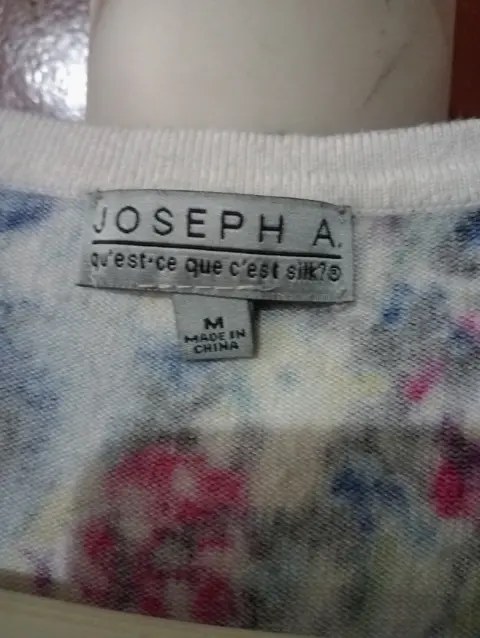 JOSEPH A.
qu'est-ce que c'est silk?®
M
MADE IN
CHINA